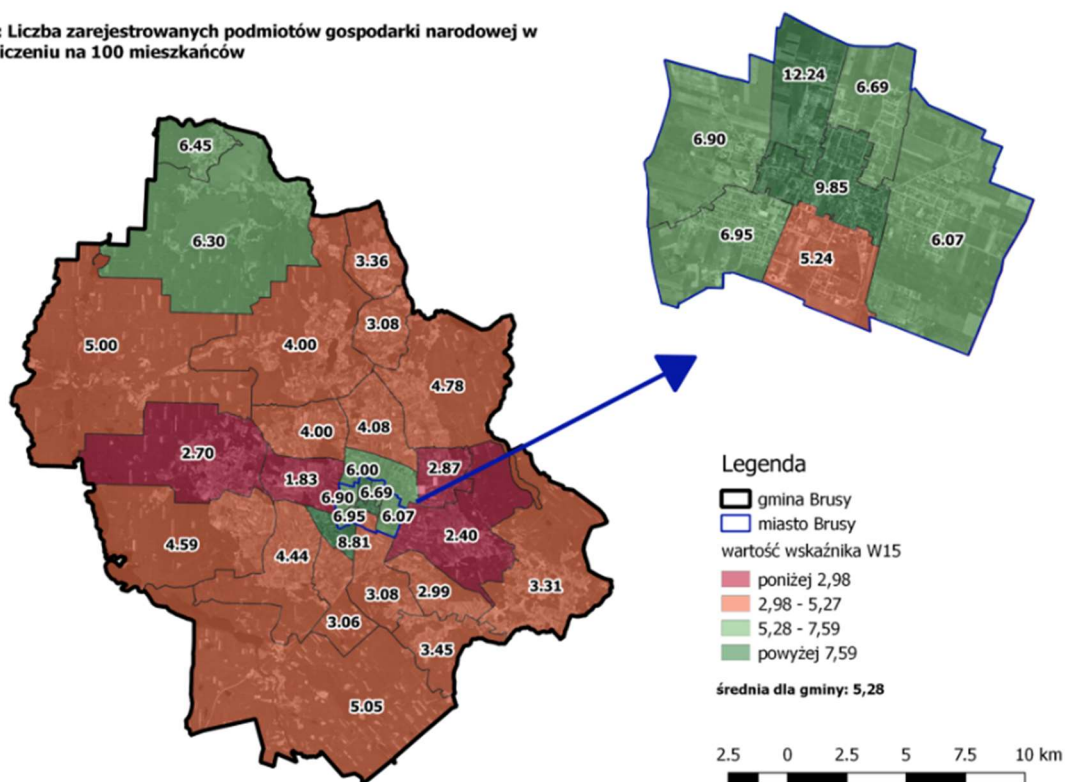 : Liczba zarejestrowanych podmiotów gospodarki narodowej w
iczeniu na 100 mieszkańców
12.24
6.69
6.90
9.85
6.95
6.07
5.24
6.45
6.30
3.36
3.08
5.00
4.00
4.78
4.00
4.08
2.70
1.83
6.00
2.87
6.90
6.69
6.95
6.07
2.40
4.59
4.44
8.81
3.08
2.99
3.31
3.06
3.45
5.05
Legenda
gmina Brusy
miasto Brusy
wartość wskaźnika W15
poniżej 2,98
2,98 - 5,27
5,28 - 7,59
powyżej 7,59
średnia dla gminy: 5,28
2.5 0 2.5 5 7.5 10 km